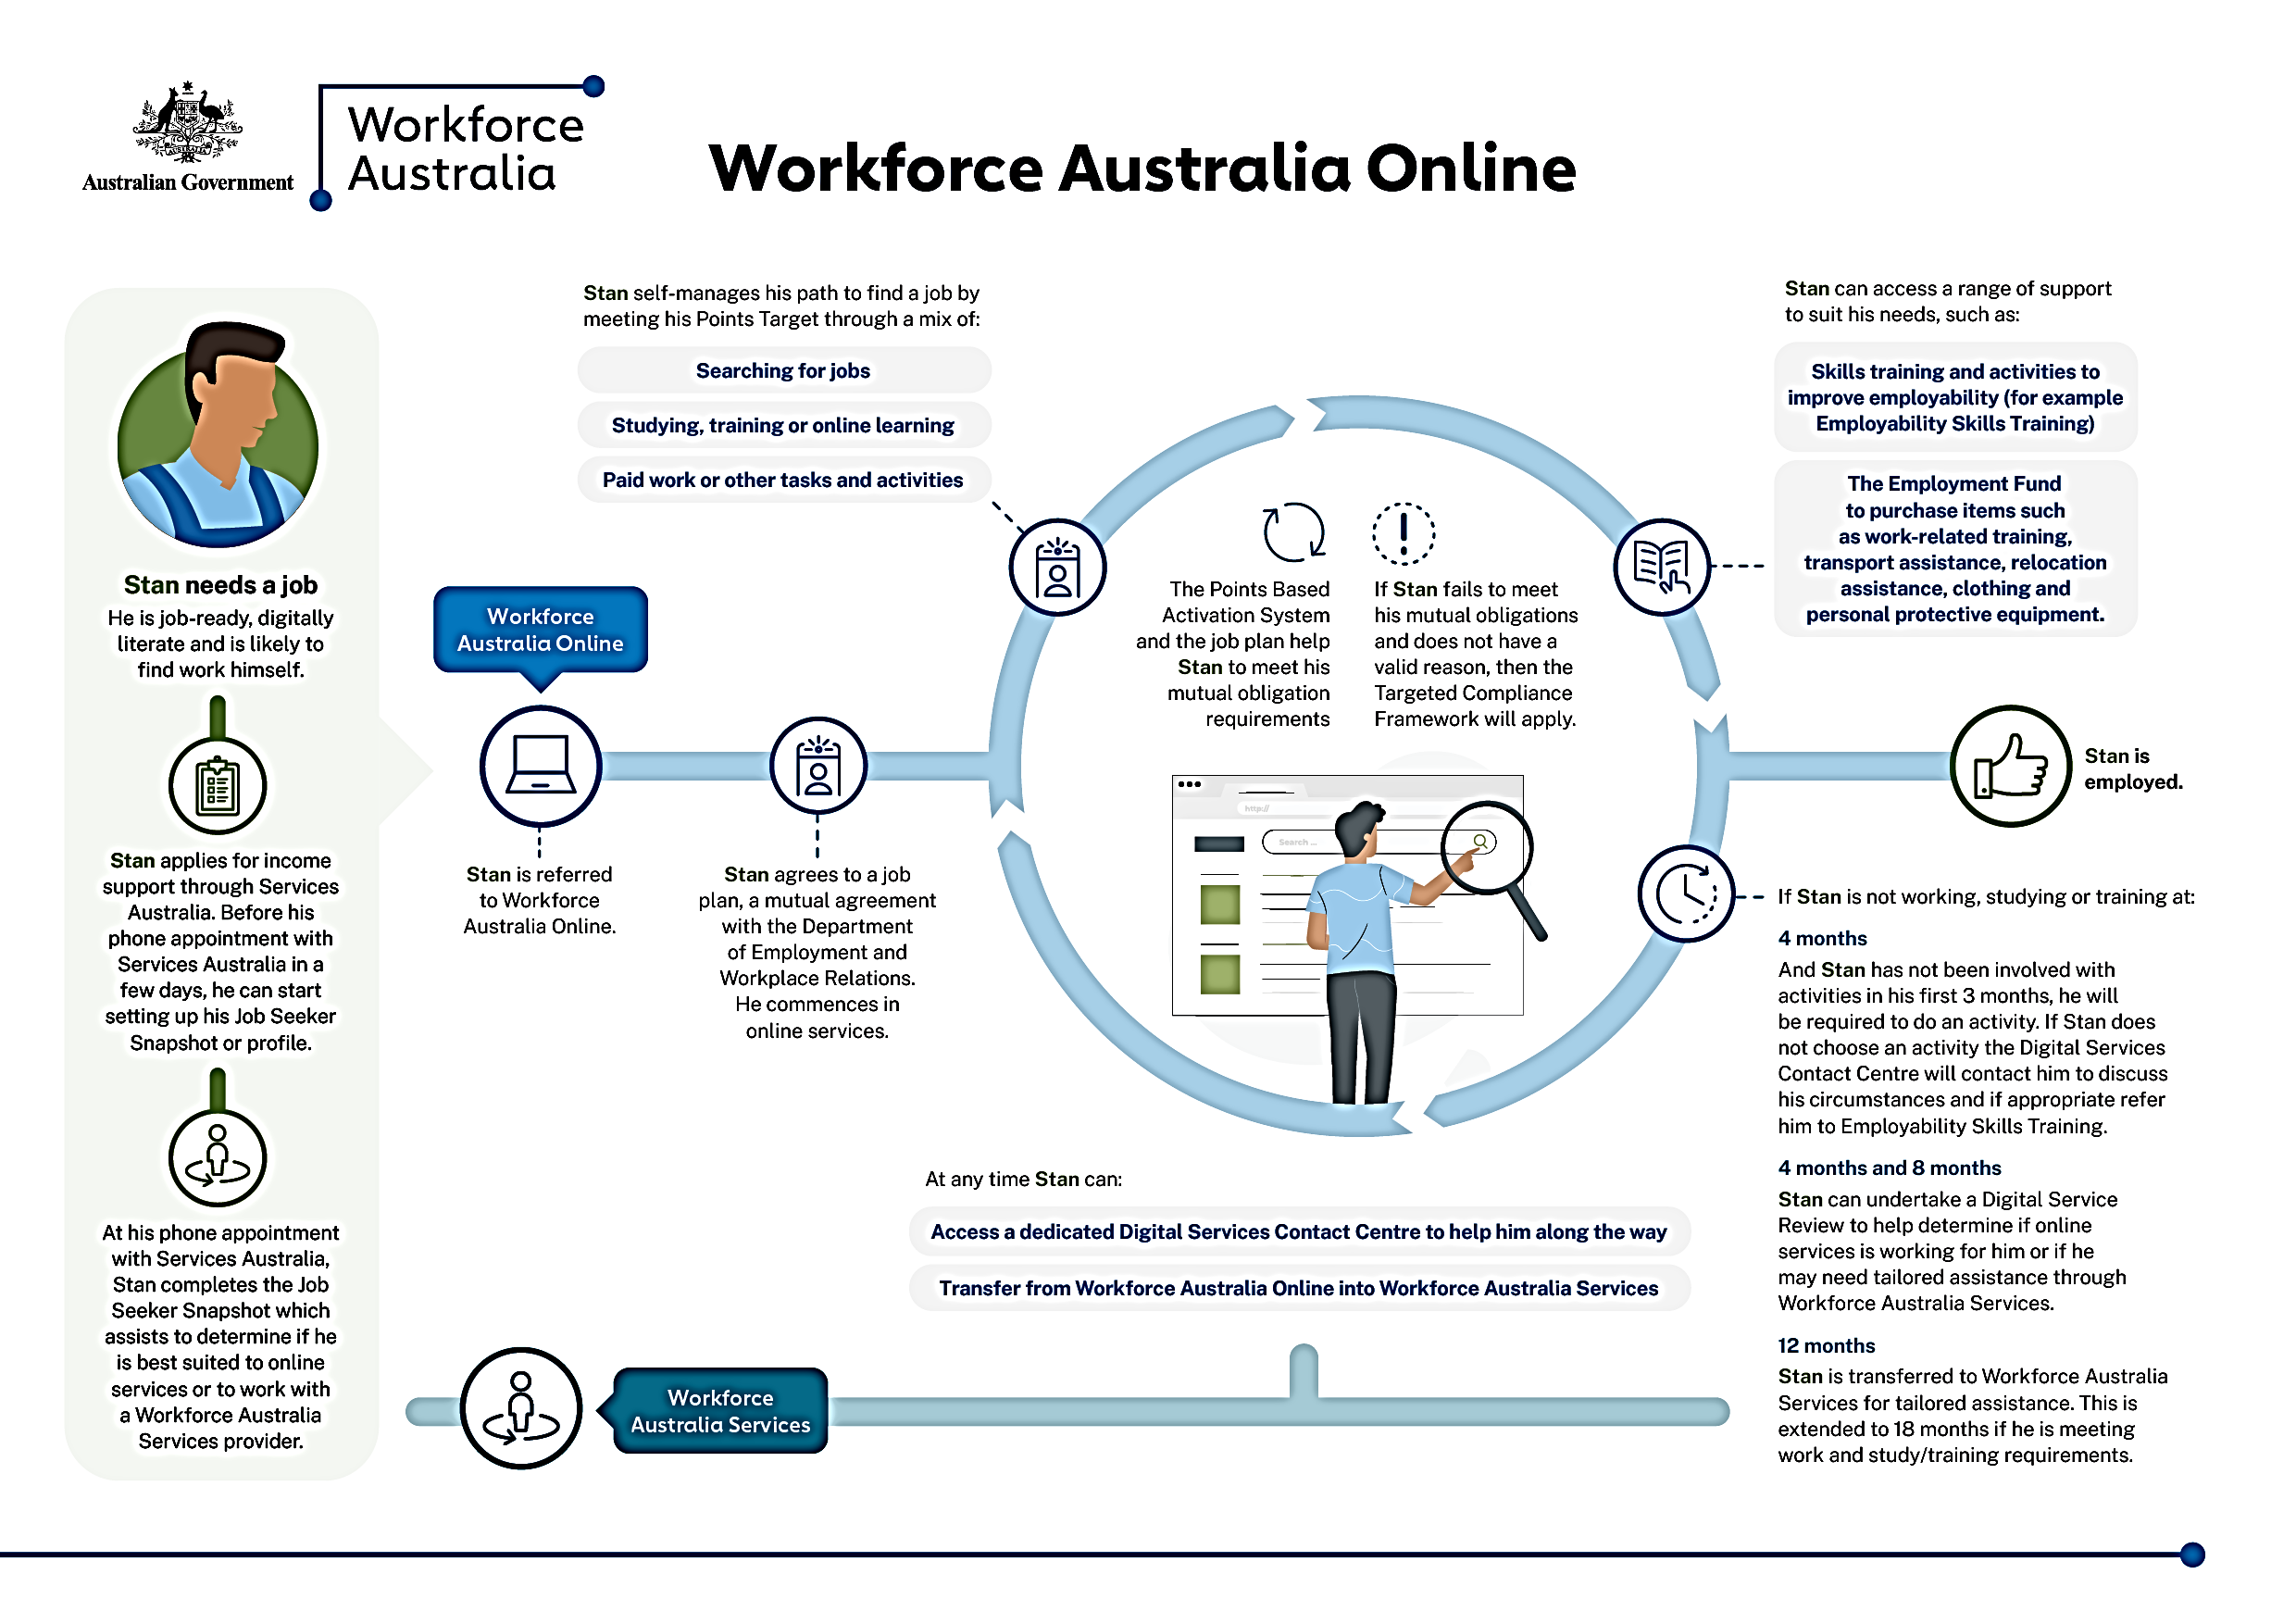 Australian Government
Workforce
Australia
Workforce Australia Online
Stan needs a job
He is job-ready, digitally
literate and is likely to
find work himself.
Stan applies for income
support through Services
Australia. Before his
phone appointment with
Services Australia in a
few days, he can start
setting up his Job Seeker
Snapshot or profile.
At his phone appointment
with Services Australia,
Stan completes the Job
Seeker Snapshot which
assists to determine if he
is best suited to online
services or to work with
a Workforce Australia
Services provider.
Workforce
Australia Online
Stan is referred
to Workforce
Australia Online.
Stan agrees to a job
plan, a mutual agreement
with the Department
of Employment and
Workplace Relations.
He commences in
online services.
Stan self-manages his path to find a job by
meeting his Points Target through a mix of:
Searching for jobs
Studying, training or online learning
Paid work or other tasks and activities
The Points Based
Activation System
and the job plan help
Stan to meet his
mutual obligation
requirements
If Stan fails to meet
his mutual obligations
and does not have a
valid reason, then the
Targeted Compliance
Framework will apply.
http://
Search ...
Stan can access a range of support
to suit his needs, such as:
Skills training and activities to
improve employability (for example
Employability Skills Training)
The Employment Fund
to purchase items such
as work-related training,
transport assistance, relocation
assistance, clothing and
personal protective equipment.
Stan is
employed.
If Stan is not working, studying or training at:
4 months
And Stan has not been involved with
activities in his first 3 months, he will
be required to do an activity. If Stan does
not choose an activity the Digital Services
Contact Centre will contact him to discuss
his circumstances and if appropriate refer
him to Employability Skills Training.
4 months and 8 months
Stan can undertake a Digital Service
Review to help determine if online
services is working for him or if he
may need tailored assistance through
Workforce Australia Services.
12 months
Stan is transferred to Workforce Australia
Services for tailored assistance. This is
extended to 18 months if he is meeting
work and study/training requirements.
At any time Stan can:
Access a dedicated Digital Services Contact Centre to help him along the way
Transfer from Workforce Australia Online into Workforce Australia Services
Workforce
Australia Services